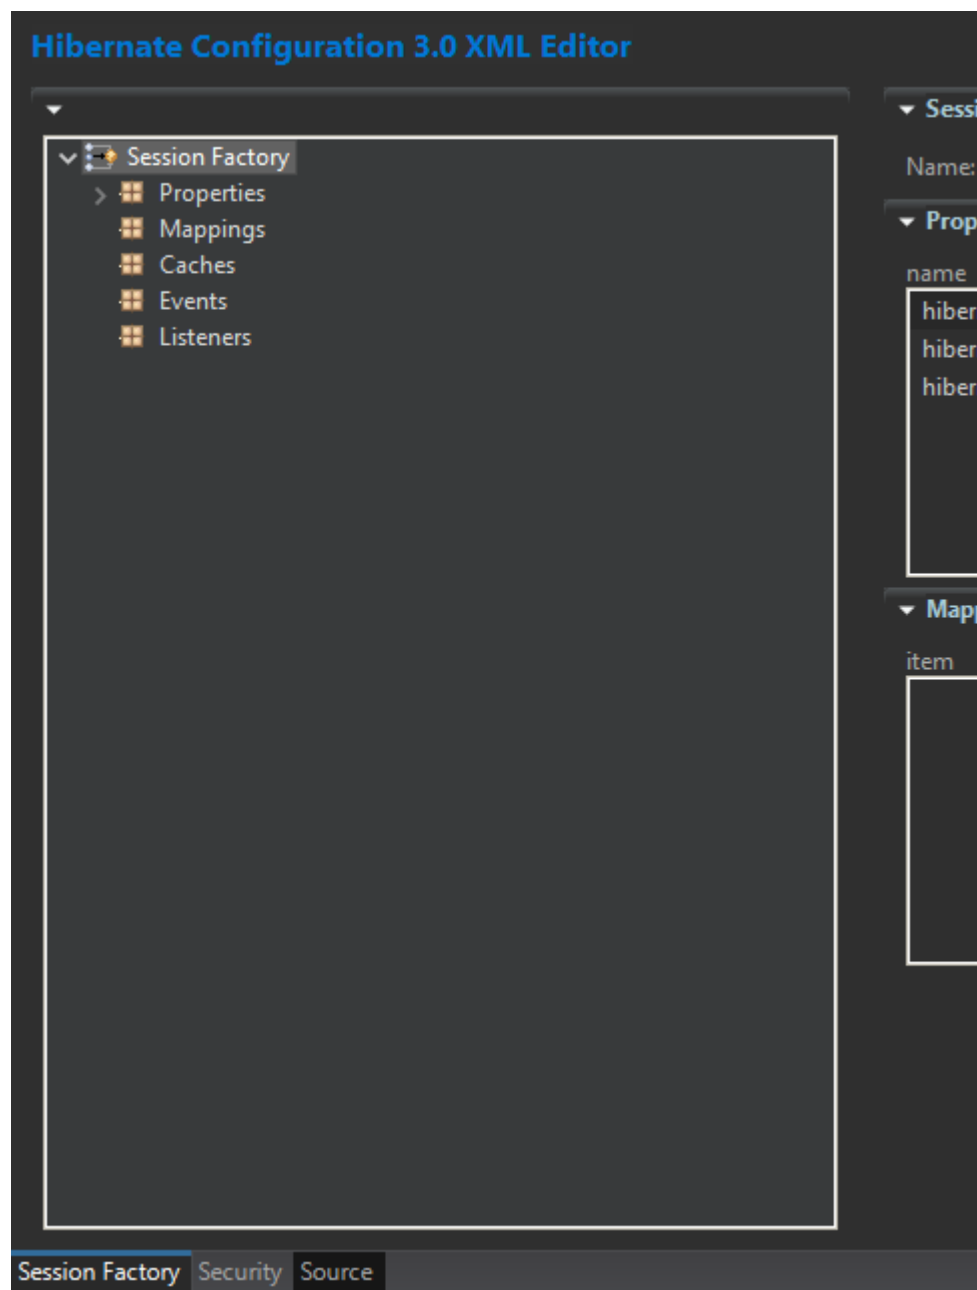 Hibernate Configuration 3.0 XML Editor
Session Factory
Properties
Mappings
Caches
Events
Listeners
Sessi
Name:
Prop
name
hiber
hiber
hiber
Mapp
item
Session Factory Security Source